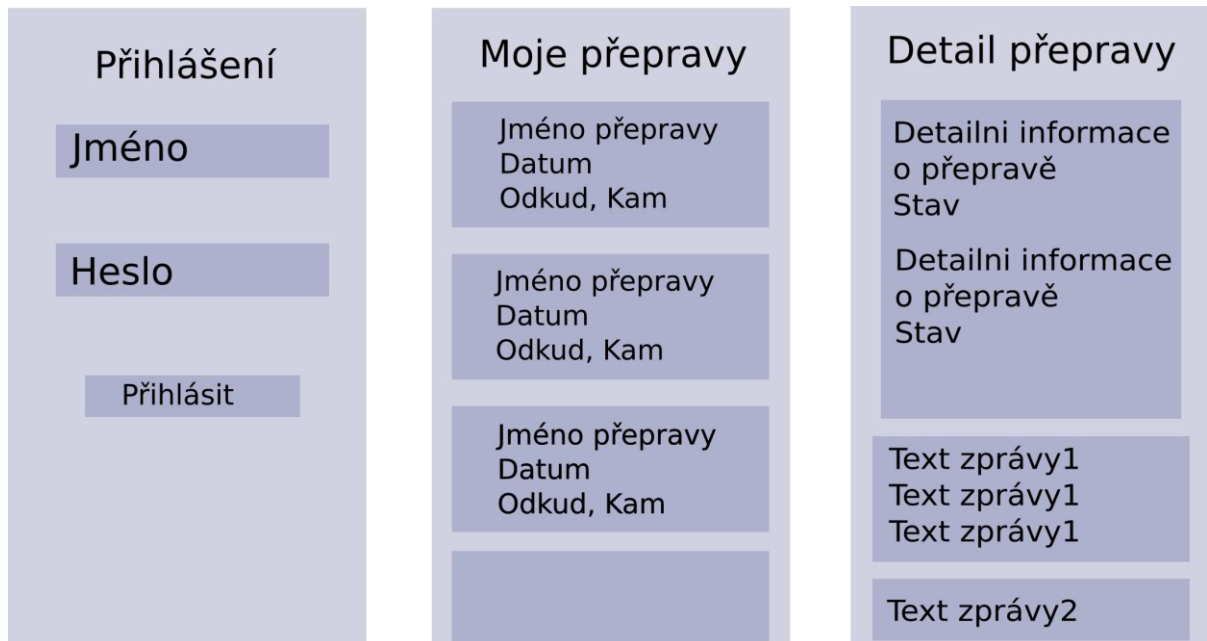 Přihlášení
Jméno
Heslo
Přihlásit
Moje přepravy
Jméno přepravy
Datum
Odkud, Kam
Jméno přepravy
Datum
Odkud, Kam
Jméno přepravy
Datum
Odkud, Kam
Detail přepravy
Detailni informace
o přepravě
Stav
Detailni informace
o přepravě
Stav
Text zprávy1
Text zprávy1
Text zprávy1
Text zprávy2